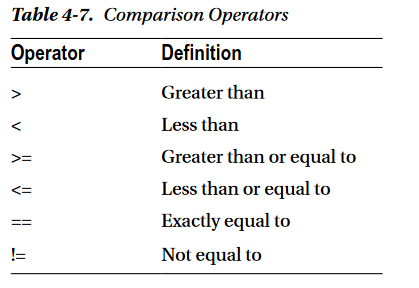 Table 4-7. Comparison Operators
Operator Definition
> Greater than
< Less than
>= Greater than or equal to
<= Less than or equal to
== Exactly equal to
!= Not equal to